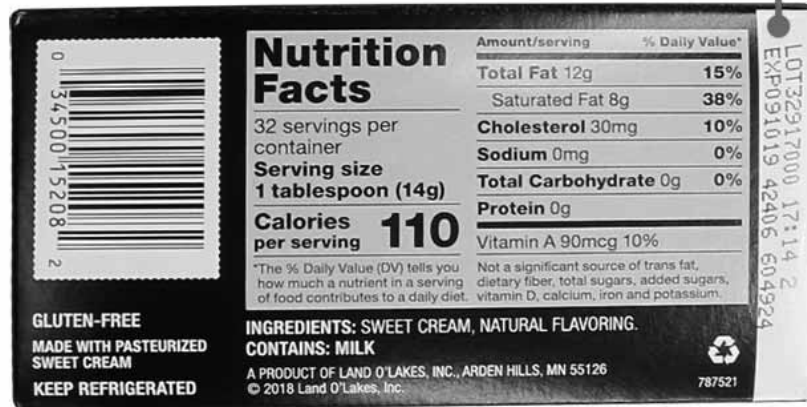 0 34500 15208 2
GLUTEN-FREE
MADE WITH PASTEURIZED
SWEET CREAM
KEEP REFRIGERATED
Nutrition
Facts
32 servings per
container
Serving size
1 tablespoon (14g)
Calories
per serving 110
*The % Daily Value (DV) tells you
how much a nutrient in a serving
of food contributes to a daily diet.
Amount/serving % Daily Value*
Total Fat 12g 15%
Saturated Fat 8g 38%
Cholesterol 30mg 10%
Sodium 0mg 0%
Total Carbohydrate 0g 0%
Protein 0g
Vitamin A 90mcg 10%
Not a significant source of trans fat,
dietary fiber, total sugars, added sugars,
vitamin D, calcium, iron and potassium.
INGREDIENTS: SWEET CREAM, NATURAL FLAVORING.
CONTAINS: MILK
A PRODUCT OF LAND O'LAKES, INC., ARDEN HILLS, MN 55126
© 2018 Land O'Lakes, Inc.
787521
LOT32917000 17:14 2
EXP091019 42406 604924